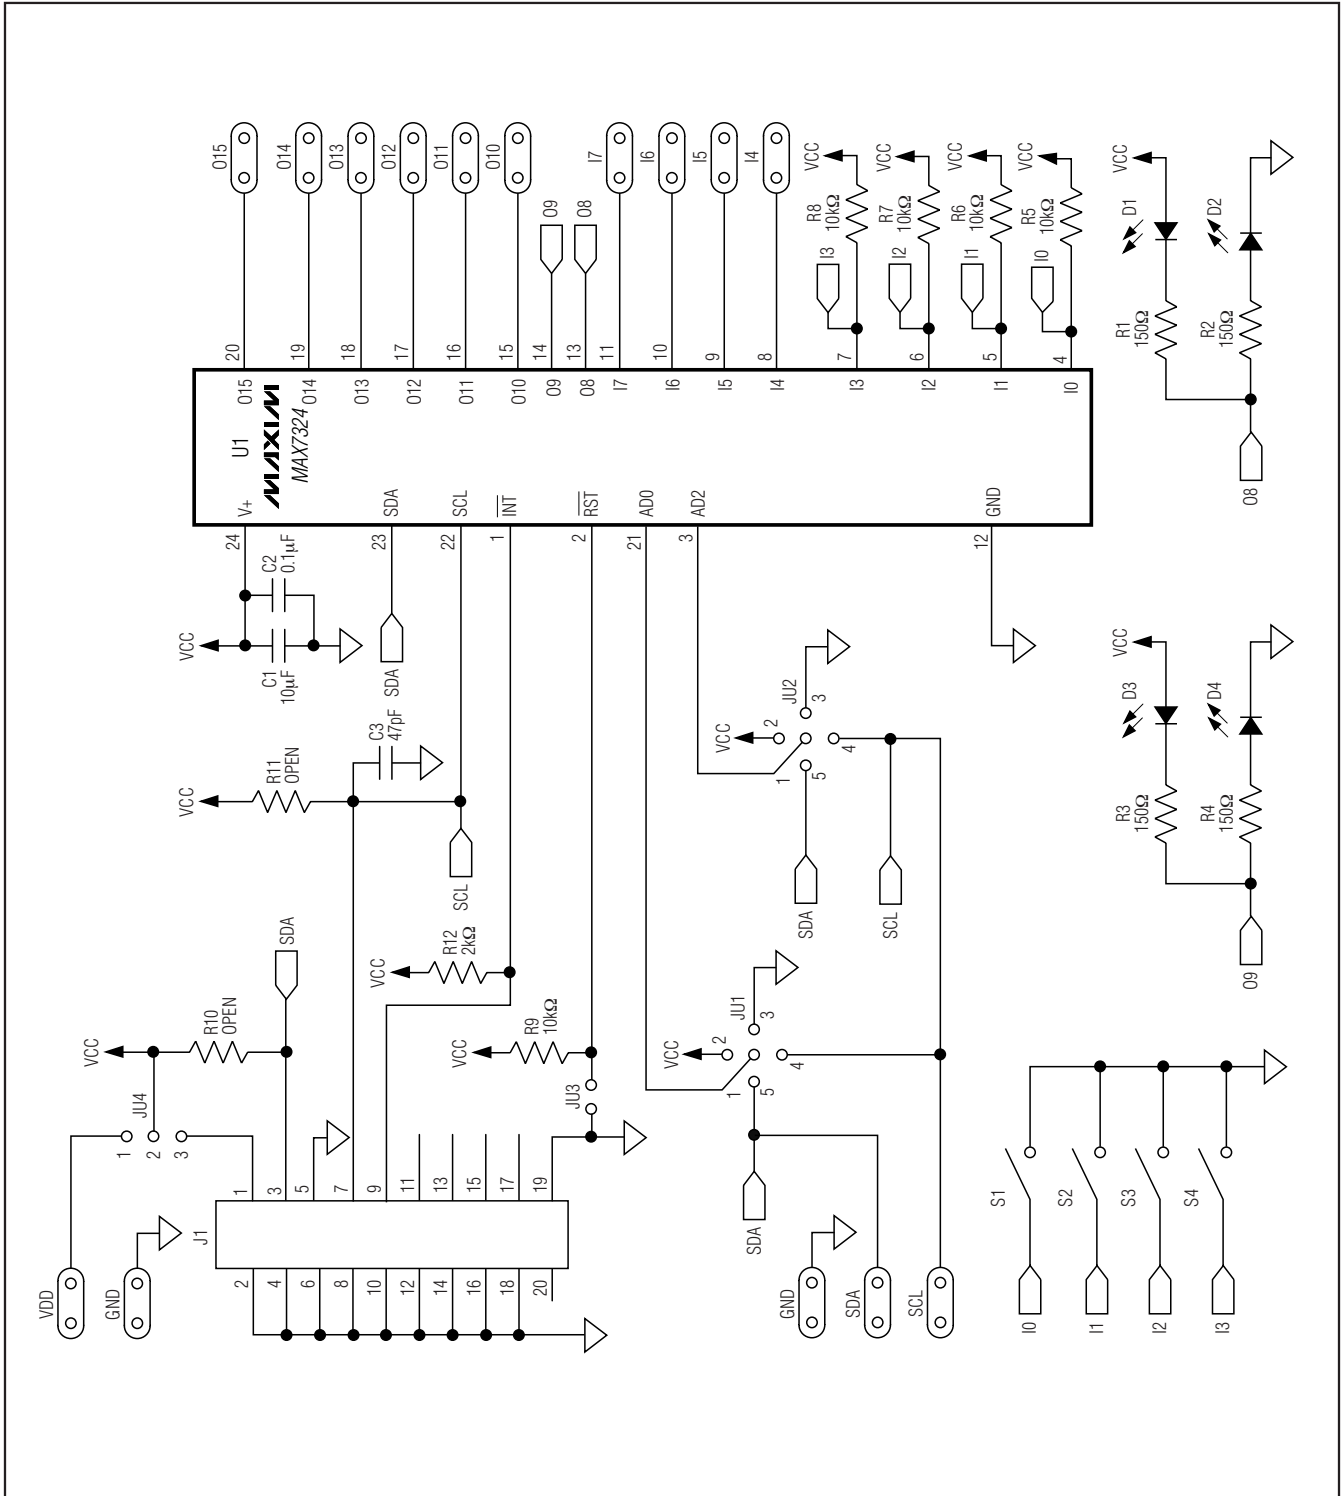 O15
O14
O13
O12
O11
O10
I7
I6
I5
I4
O9
O8
VCC
R8
10kΩ
I3
VCC
R7
10kΩ
I2
VCC
R6
10kΩ
I1
VCC
R5
10kΩ
I0
20
19
18
17
16
15
14
13
11
10
9
8
7
6
5
4
O15
O14
O13
O12
O11
O10
O9
O8
I7
I6
I5
I4
I3
I2
I1
I0
U1
MAXIM
MAX7324
V+
SDA
SCL
INT
RST
AD0
AD2
GND
24
23
22
1
2
21
3
12
VCC
C1
10µF
C2
0.1µF
SDA
VCC
R11
OPEN
C3
47pF
SCL
VCC
R12
2kΩ
VCC
R9
10kΩ
JU3
VCC
R10
OPEN
SDA
JU4
1
2
3
VDD
GND
J1
1
3
5
7
9
11
13
15
17
19
2
4
6
8
10
12
14
16
18
20
VCC
JU2
1
2
3
4
5
SDA
SCL
VCC
JU1
1
2
3
4
5
SDA
GND
SDA
SCL
VCC
D1
R1
150Ω
D2
R2
150Ω
O8
VCC
D3
R3
150Ω
D4
R4
150Ω
O9
S1
S2
S3
S4
I0
I1
I2
I3